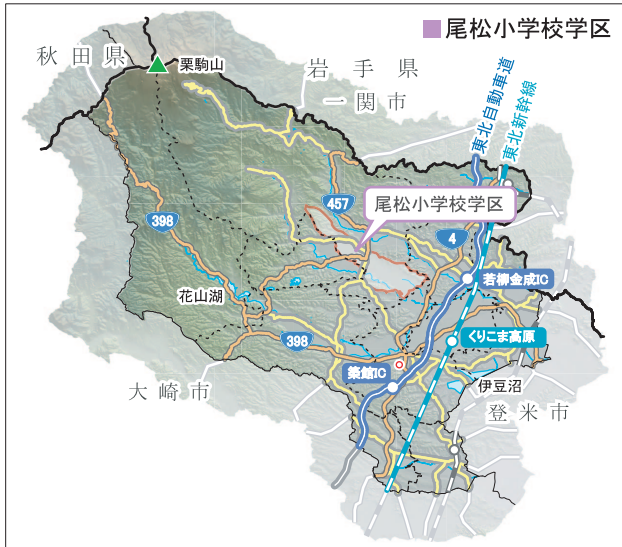 尾松小学校学区
秋田県
栗駒山
岩手県
一関市
東北自動車道
東北新幹線
457
尾松小学校学区
398
4
若柳金成IC
花山湖
398
くりこま高原
築館IC
大崎市
伊豆沼
登米市